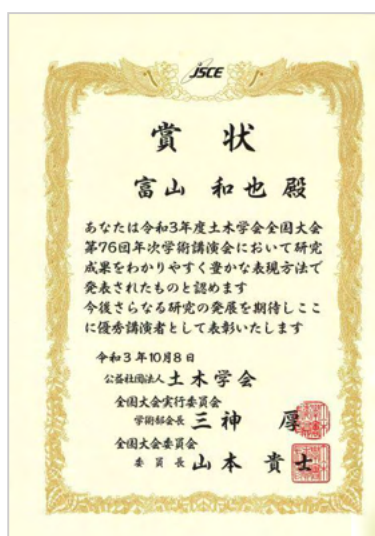 JSCE
賞状
富山 和也 殿
あなたは令和3年度土木学会全国大会
第76回年次学術講演会において研究
成果をわかりやすく豊かな表現方法で
発表されたものと認めます
今後さらなる研究の発展を期待しここ
に優秀講演者として表彰いたします
令和3年10月8日
公益社団法人 土木学会
全国大会実行委員会
学術部会長 三神 厚
全国大会委員会
委員長 山本 貴士